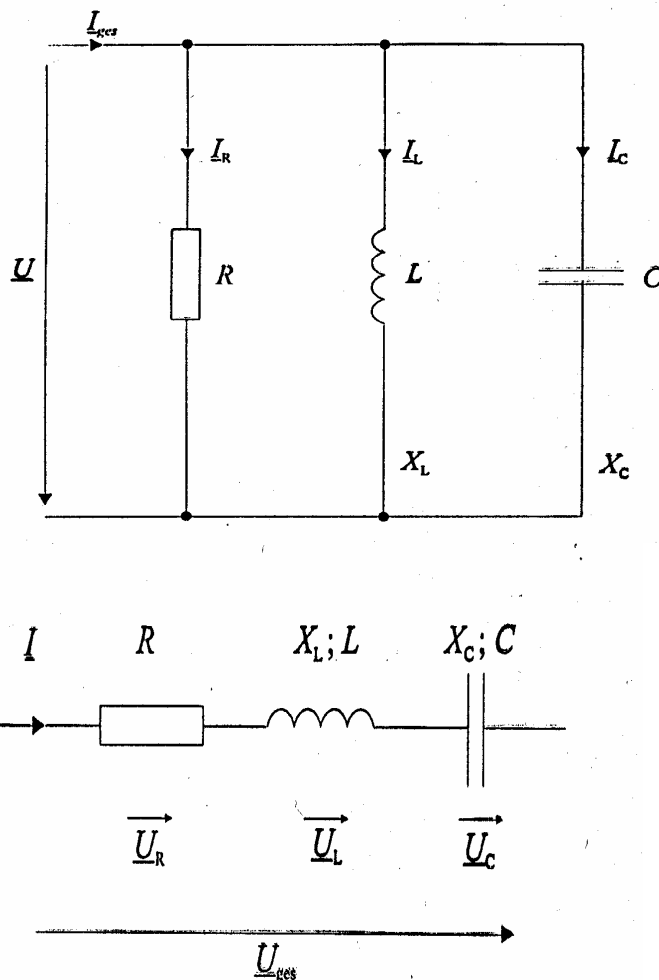 I_ges
I_R I_L I_C
U R L C
X_L X_C
I R X_L; L X_C; C
U_R U_L U_C
U_ges